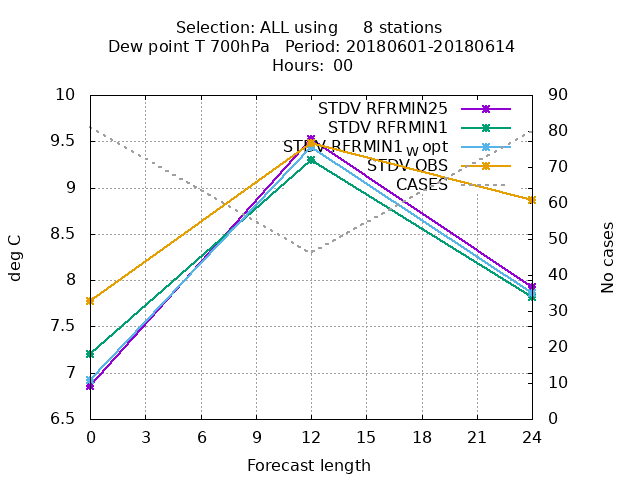 Selection: ALL using     8 stations
Dew point T 700hPa   Period: 20180601-20180614
Hours:  00
10
9.5
9
8.5
8
7.5
7
6.5
90
80
70
60
50
40
30
20
10
0
STDV RFRMIN25
STDV RFRMIN1
STDV RFRMIN1 W opt
STDV OBS
CASES
deg C
No cases
0 3 6 9 12 15 18 21 24
Forecast length